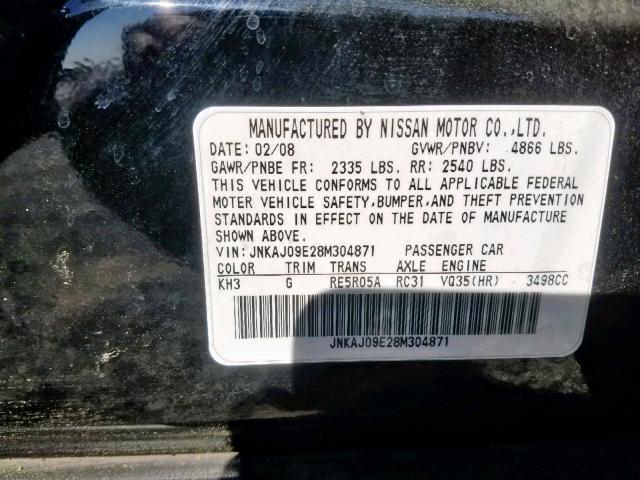 MANUFACTURED BY NISSAN MOTOR CO.,LTD.
DATE: 02/08 GVWR/PNBV: 4866 LBS.
GAWR/PNBE FR: 2335 LBS. RR: 2540 LBS.
THIS VEHICLE CONFORMS TO ALL APPLICABLE FEDERAL
MOTOR VEHICLE SAFETY,BUMPER,AND THEFT PREVENTION
STANDARDS IN EFFECT ON THE DATE OF MANUFACTURE
SHOWN ABOVE.
VIN:JNKAJ09E28M304871 PASSENGER CAR
COLOR TRIM TRANS AXLE ENGINE
KH3 G RE5R05A RC31 VQ35(HR) 3498CC
JNKAJ09E28M304871